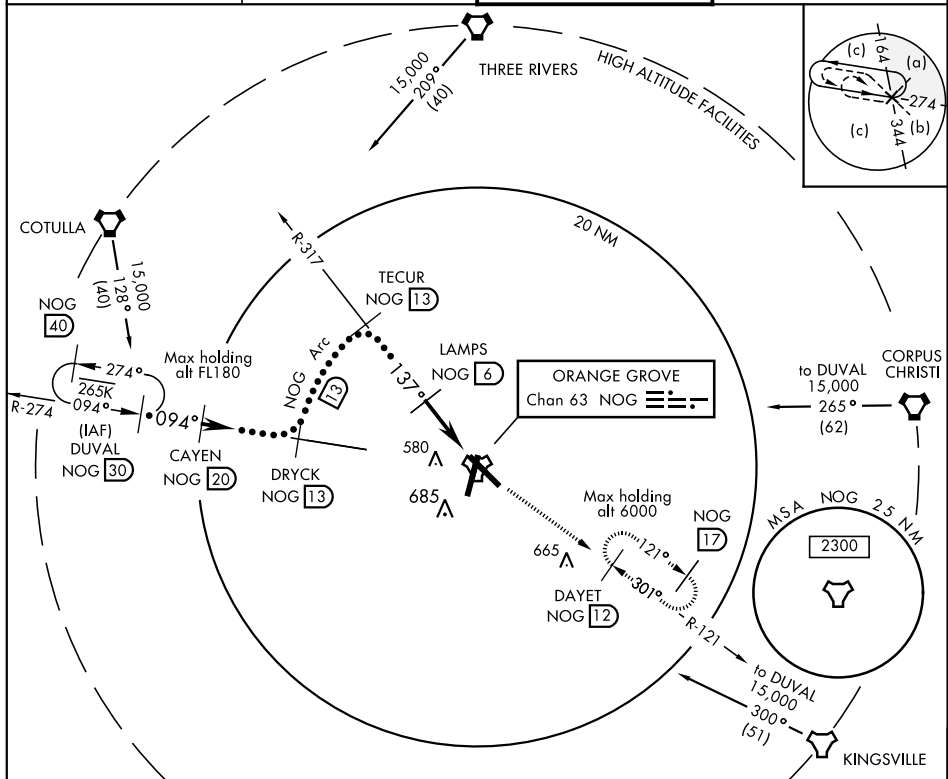 THREE RIVERS
15,000
209°
(40)
HIGH ALTITUDE FACILITIES
(c)
164
(a)
274
(c)
344
(b)
COTULLA
15,000
128°
(40)
20 NM
R-317
TECUR
NOG 13
NOG
40
Max holding
alt FL180
NOG Arc
13
137°
LAMPS
NOG 6
ORANGE GROVE
Chan 63 NOG
CORPUS
CHRISTI
to DUVAL
15,000
265°
(62)
274°
265K
094°
R-274
094°
(IAF)
DUVAL
NOG 30
CAYEN
NOG 20
DRYCK
NOG 13
580
685
Max holding
alt 6000
NOG
17
MSA NOG 25 NM
2300
665
121°
301°
DAYET
NOG 12
R-121
to DUVAL
15,000
300°
(51)
KINGSVILLE